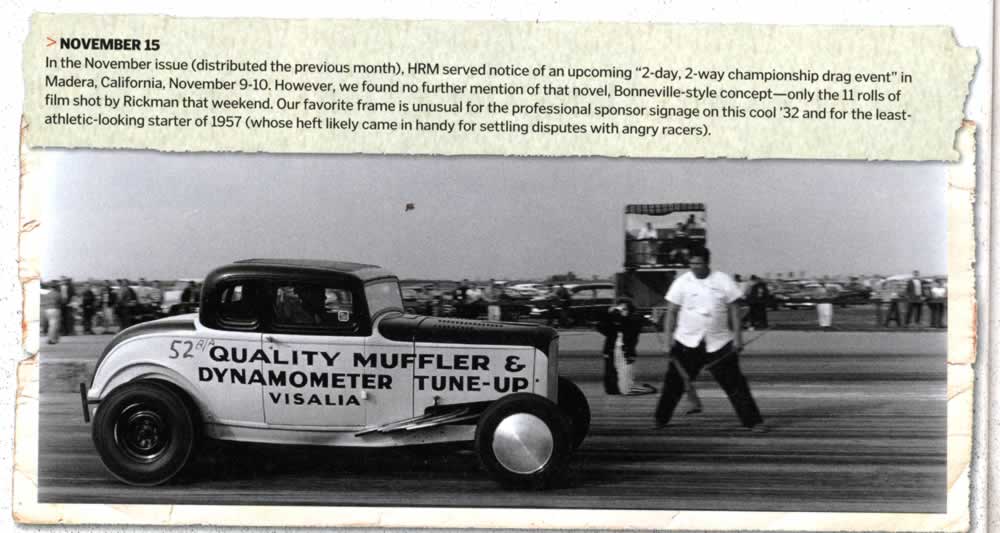 > NOVEMBER 15
In the November issue (distributed the previous month), HRM served notice of an upcoming “2-day, 2-way championship drag event” in
Madera, California, November 9-10. However, we found no further mention of that novel, Bonneville-style concept—only the 11 rolls of
film shot by Rickman that weekend. Our favorite frame is unusual for the professional sponsor signage on this cool ’32 and for the least-
athletic-looking starter of 1957 (whose heft likely came in handy for settling disputes with angry racers).
52 B/A QUALITY MUFFLER &
DYNAMOMETER TUNE-UP
VISALIA